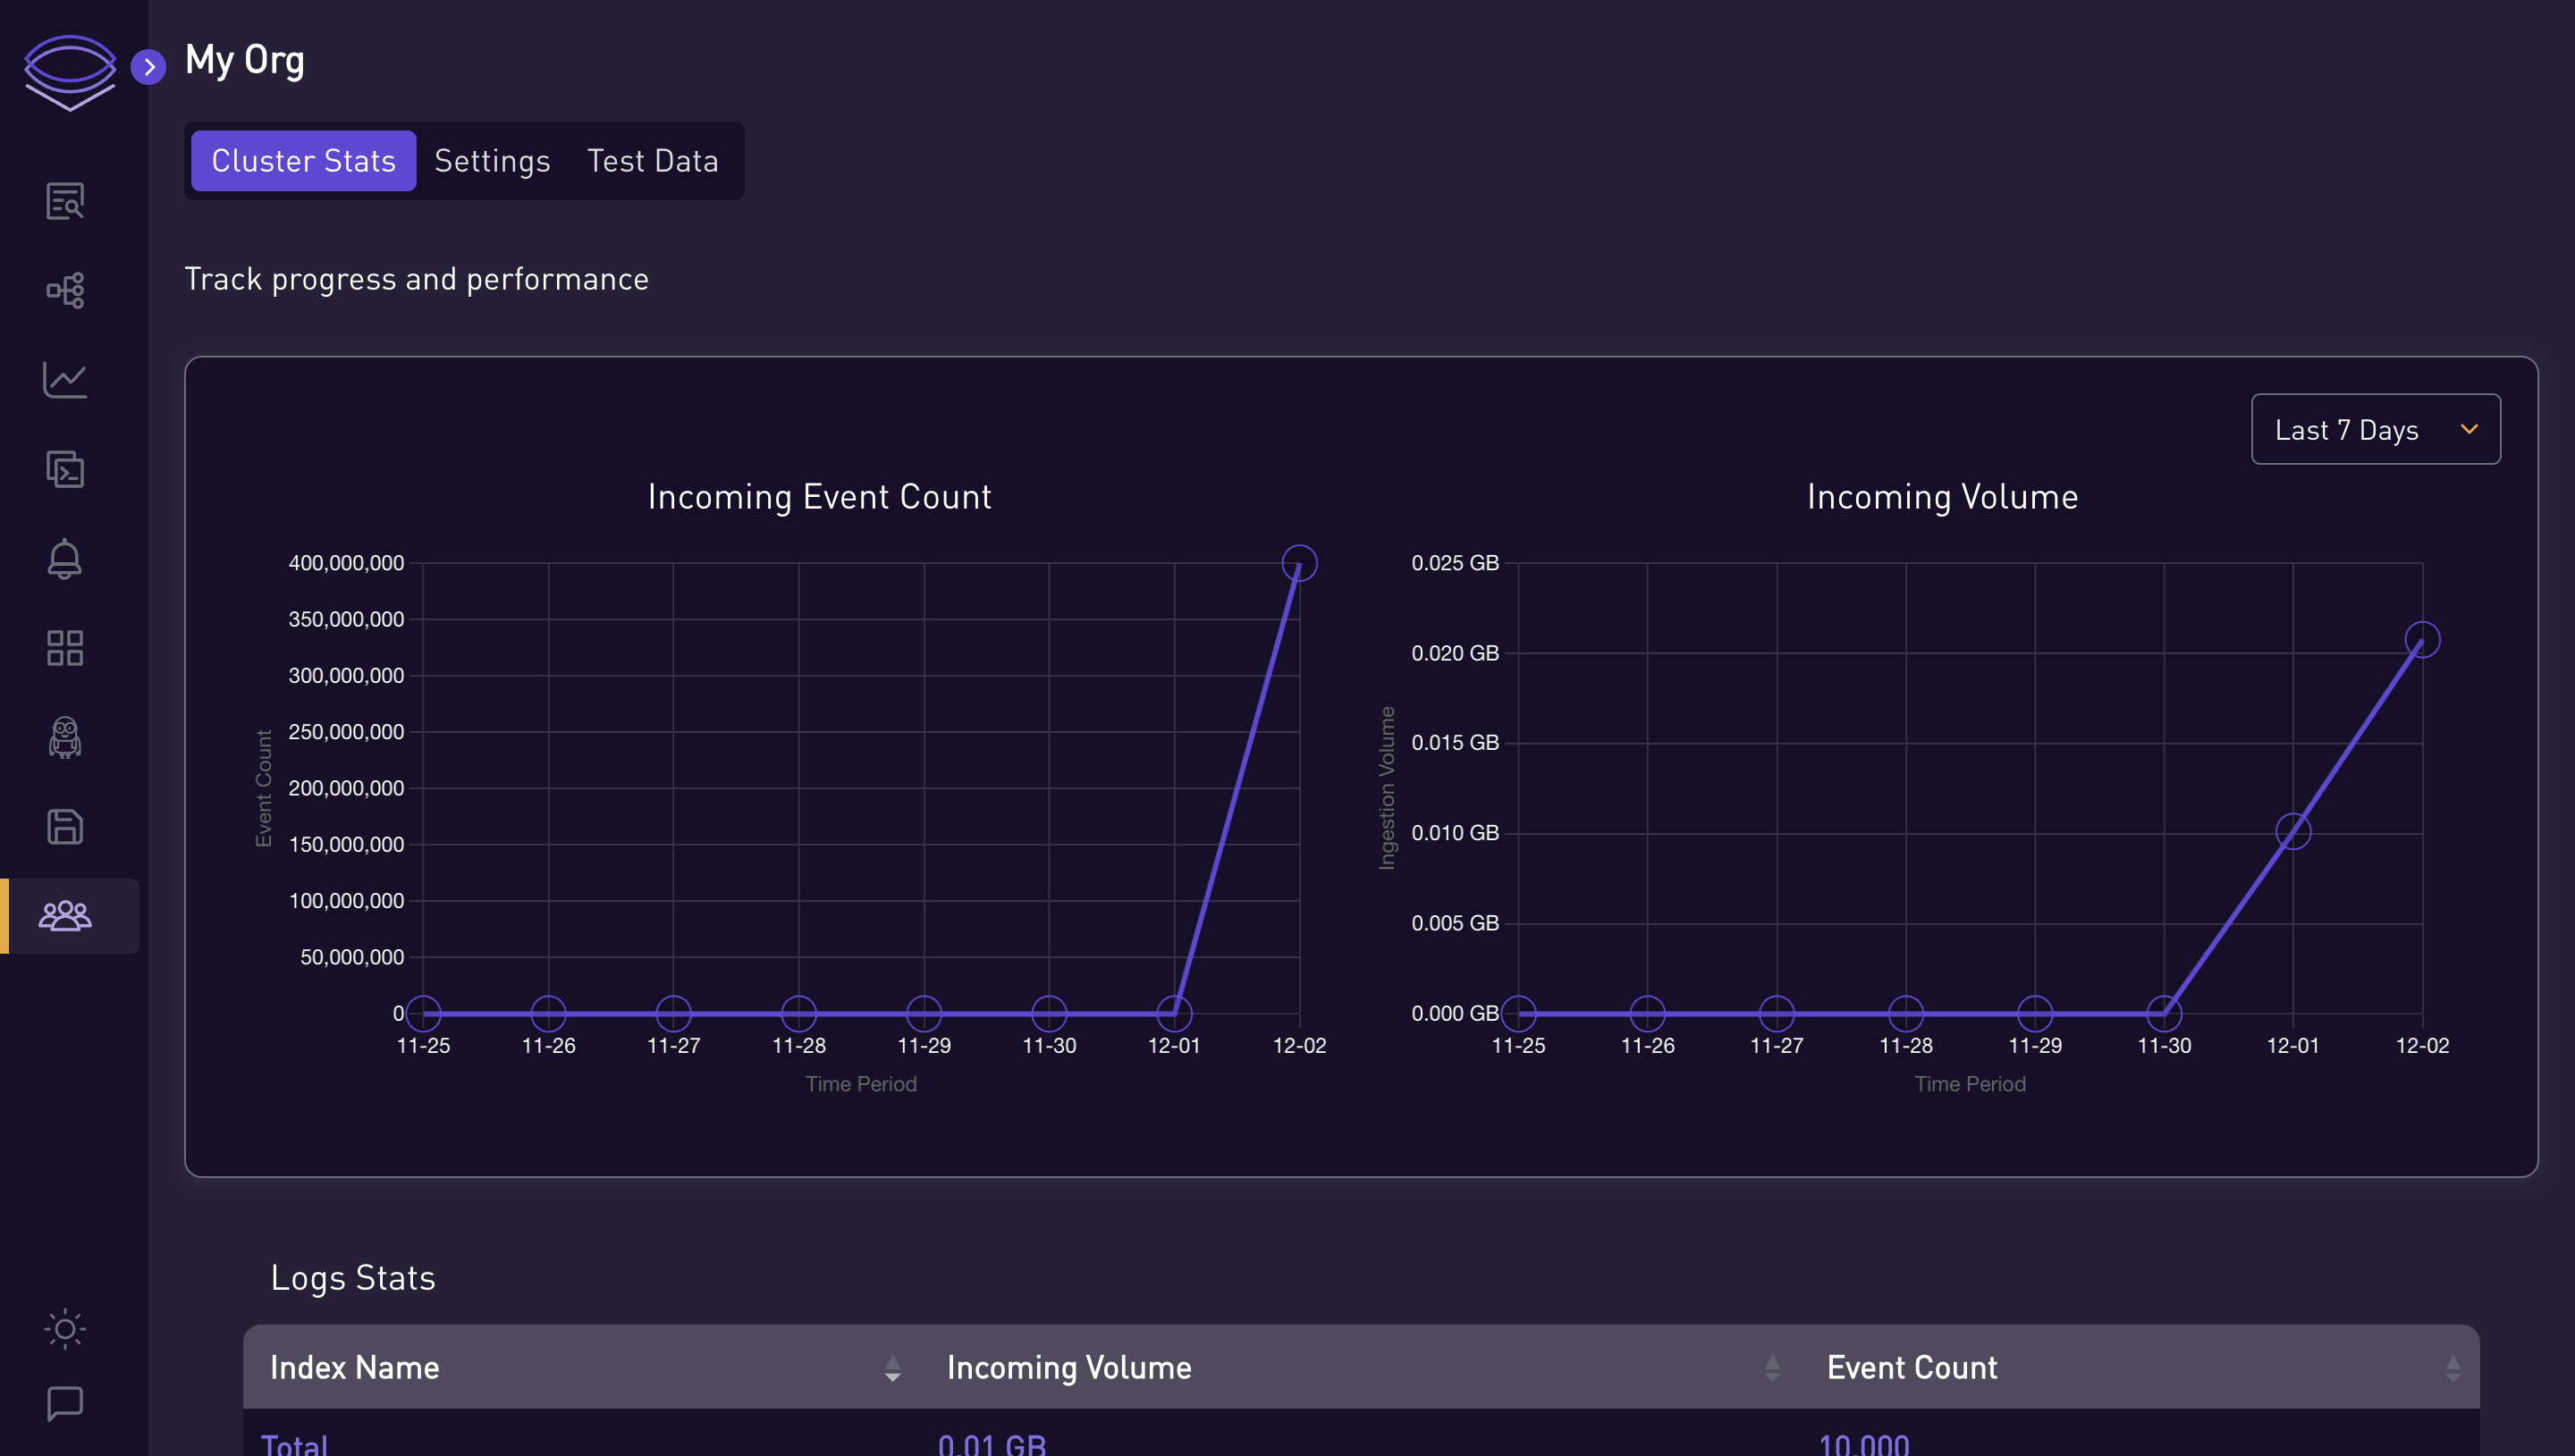 My Org
Cluster Stats Settings Test Data
Track progress and performance
Last 7 Days
Incoming Event Count
400,000,000
350,000,000
300,000,000
250,000,000
200,000,000
150,000,000
100,000,000
50,000,000
0
Event Count
11-25 11-26 11-27 11-28 11-29 11-30 12-01 12-02
Time Period
Incoming Volume
0.025 GB
0.020 GB
0.015 GB
0.010 GB
0.005 GB
0.000 GB
Ingestion Volume
11-25 11-26 11-27 11-28 11-29 11-30 12-01 12-02
Time Period
Logs Stats
Index Name Incoming Volume Event Count
Total 0.01 GB 10,000